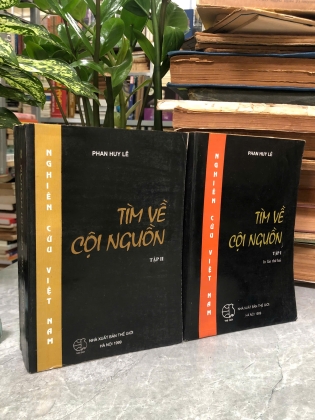 PHAN HUY LÊ
NGHIÊN CỨU VIỆT NAM
TÌM VỀ
CỘI NGUỒN
TẬP II
NHÀ XUẤT BẢN THẾ GIỚI
HÀ NỘI 1999
PHAN HUY LÊ
NGHIÊN CỨU VIỆT NAM
TÌM VỀ
CỘI NGUỒN
TẬP I
NHÀ XUẤT BẢN THẾ GIỚI